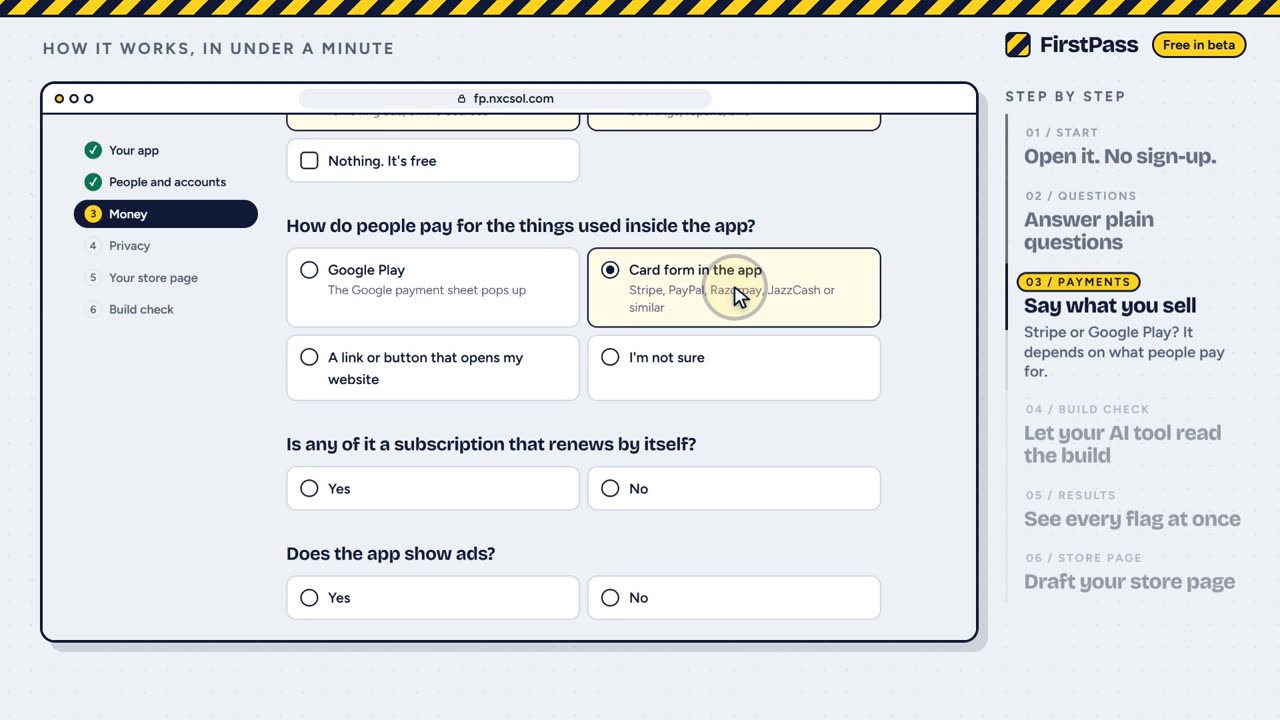 HOW IT WORKS, IN UNDER A MINUTE
FirstPass
Free in beta
fp.nxcsol.com
Your app
People and accounts
3 Money
4 Privacy
5 Your store page
6 Build check
Nothing. It's free
How do people pay for the things used inside the app?
Google Play
The Google payment sheet pops up
Card form in the app
Stripe, PayPal, Razorpay, JazzCash or
similar
A link or button that opens my
website
I'm not sure
Is any of it a subscription that renews by itself?
Yes
No
Does the app show ads?
Yes
No
STEP BY STEP
01 / START
Open it. No sign-up.
02 / QUESTIONS
Answer plain
questions
03 / PAYMENTS
Say what you sell
Stripe or Google Play? It
depends on what people pay
for.
04 / BUILD CHECK
Let your AI tool read
the build
05 / RESULTS
See every flag at once
06 / STORE PAGE
Draft your store page